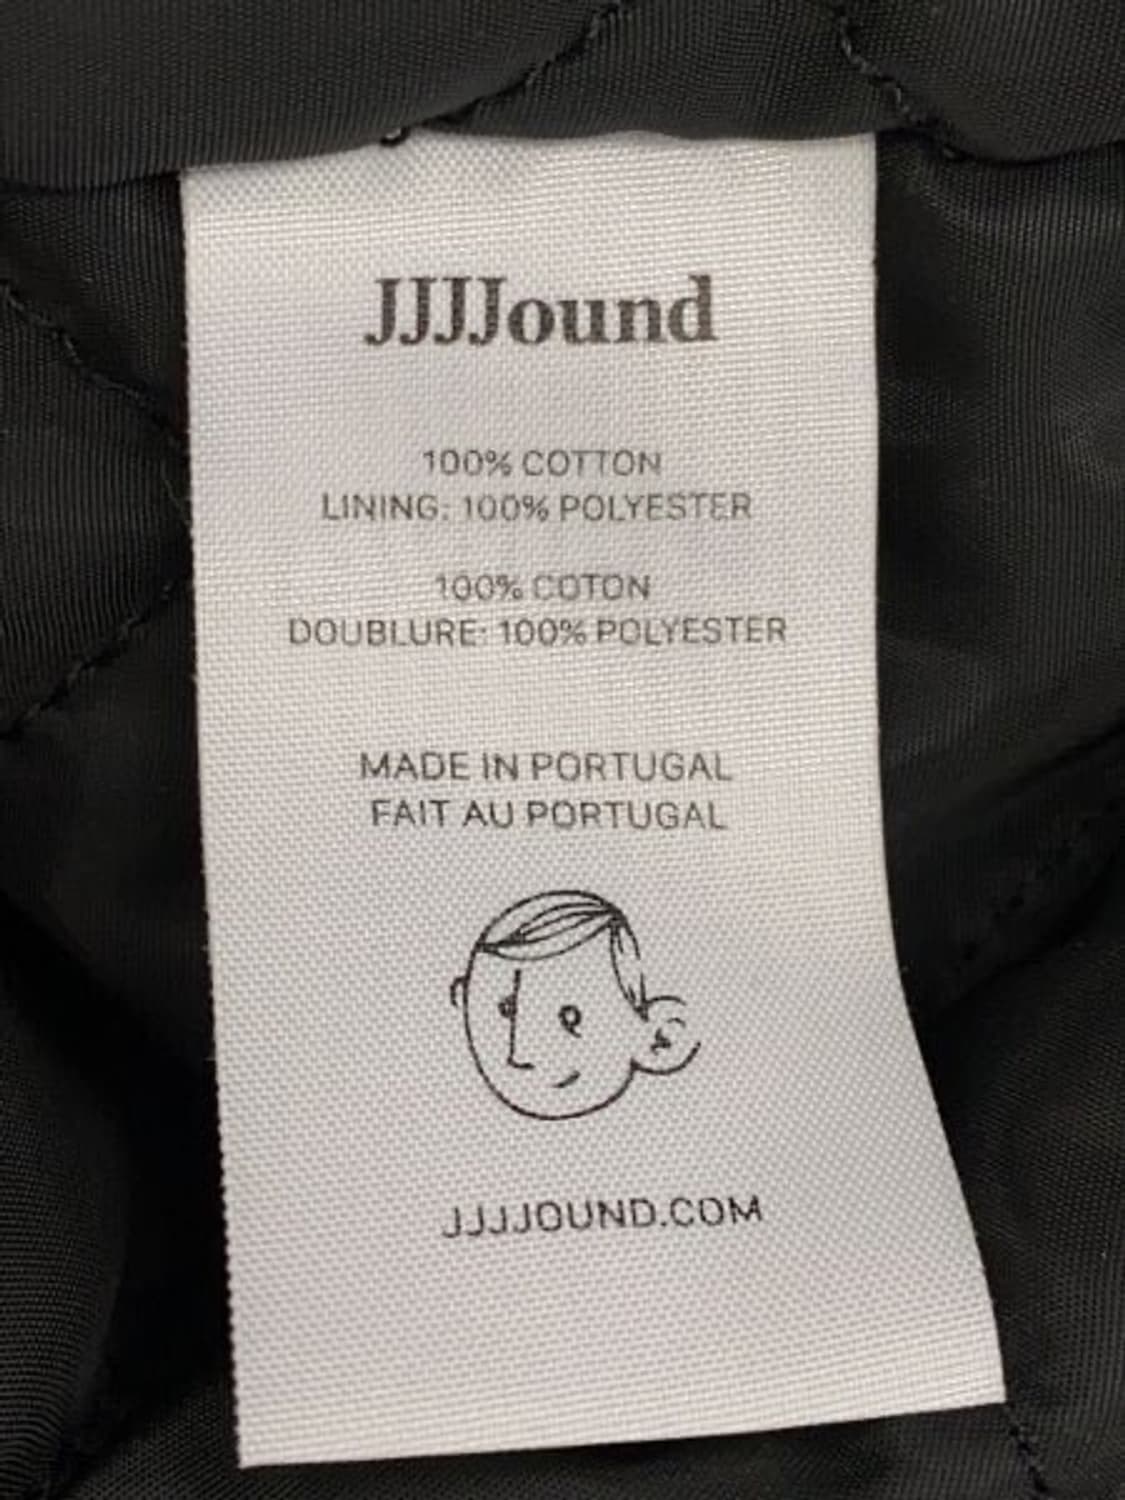 JJJJound
100% COTTON
LINING: 100% POLYESTER
100% COTON
DOUBLURE: 100% POLYESTER
MADE IN PORTUGAL
FAIT AU PORTUGAL
JJJJOUND.COM